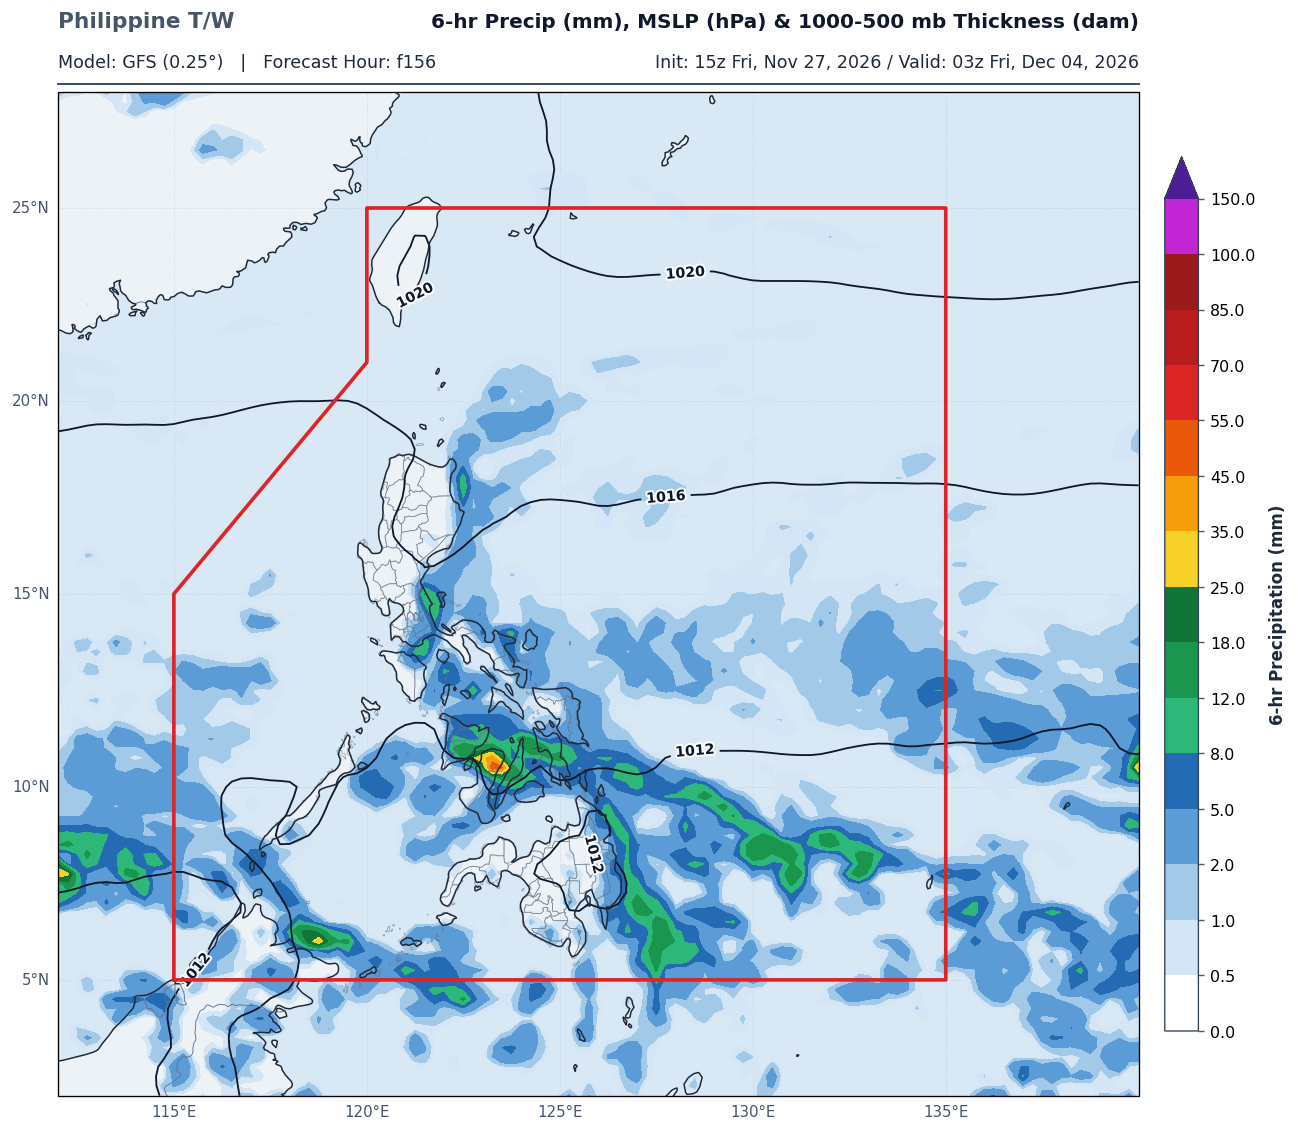 Philippine T/W
6-hr Precip (mm), MSLP (hPa) & 1000-500 mb Thickness (dam)
Model: GFS (0.25°) | Forecast Hour: f156
Init: 15z Fri, Nov 27, 2026 / Valid: 03z Fri, Dec 04, 2026
25°N
20°N
15°N
10°N
5°N
115°E
120°E
125°E
130°E
135°E
1020
1020
1016
1012
1012
1012
150.0
100.0
85.0
70.0
55.0
45.0
35.0
25.0
18.0
12.0
8.0
5.0
2.0
1.0
0.5
0.0
6-hr Precipitation (mm)